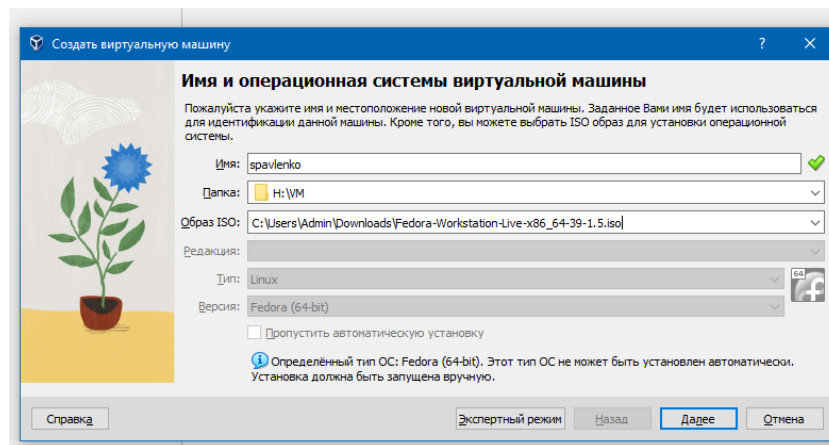 Создать виртуальную машину
?
Имя и операционная системы виртуальной машины
Пожалуйста укажите имя и местоположение новой виртуальной машины. Заданное Вами имя будет использоваться
для идентификации данной машины. Кроме того, вы можете выбрать ISO образ для установки операционной
системы.
Имя: spavlenko
Папка: H:\VM
Образ ISO: C:\Users\Admin\Downloads\Fedora-Workstation-Live-x86_64-39-1.5.iso
Редакция:
Тип: Linux
64
Версия: Fedora (64-bit)
Пропустить автоматическую установку
Определённый тип ОС: Fedora (64-bit). Этот тип ОС не может быть установлен автоматически.
Установка должна быть запущена вручную.
Справка Экспертный режим Назад Далее Отмена